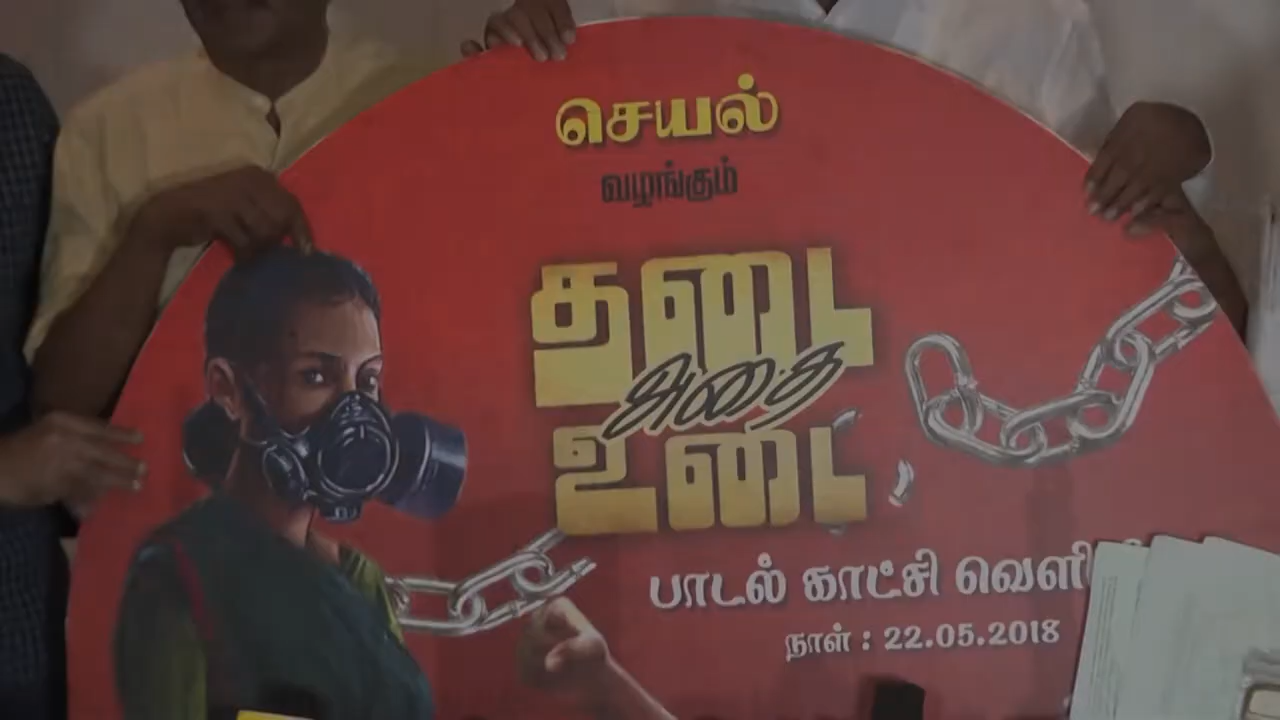 செயல்
வழங்கும்
தடை
அதை
உடை
பாடல் காட்சி
நாள் : 22.05.2018